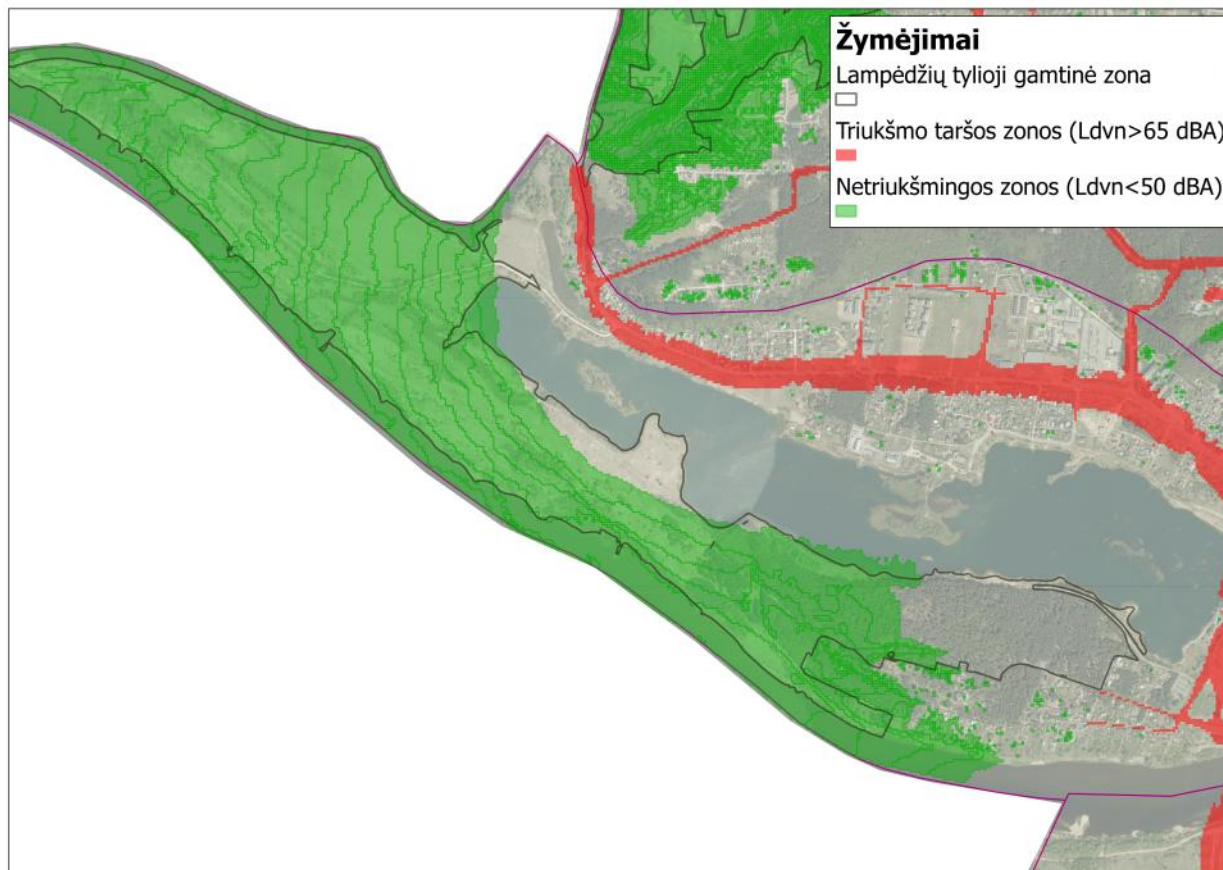 Žymėjimai
Lampėdžių tylioji gamtinė zona
Triukšmo taršos zonos (Ldvn>65 dBA)
Netriukšmingos zonos (Ldvn<50 dBA)